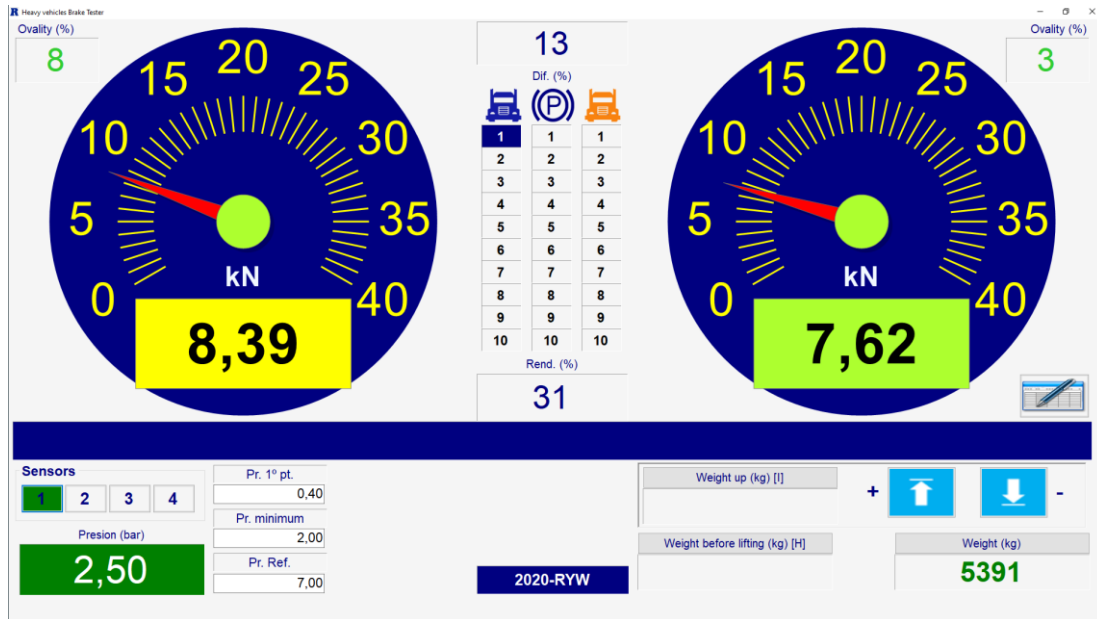 R Heavy vehicles Brake Tester
Ovality (%)
8
0
5
10
15
20
25
30
35
40
kN
8,39
13
Dif. (%)
P
1 1 1
2 2 2
3 3 3
4 4 4
5 5 5
6 6 6
7 7 7
8 8 8
9 9 9
10 10 10
Rend. (%)
31
Ovality (%)
3
0
5
10
15
20
25
30
35
40
kN
7,62
Sensors
1 2 3 4
Presion (bar)
2,50
Pr. 1º pt.
0,40
Pr. minimum
2,00
Pr. Ref.
7,00
2020-RYW
Weight up (kg) [I]
+ -
Weight before lifting (kg) [H]
Weight (kg)
5391